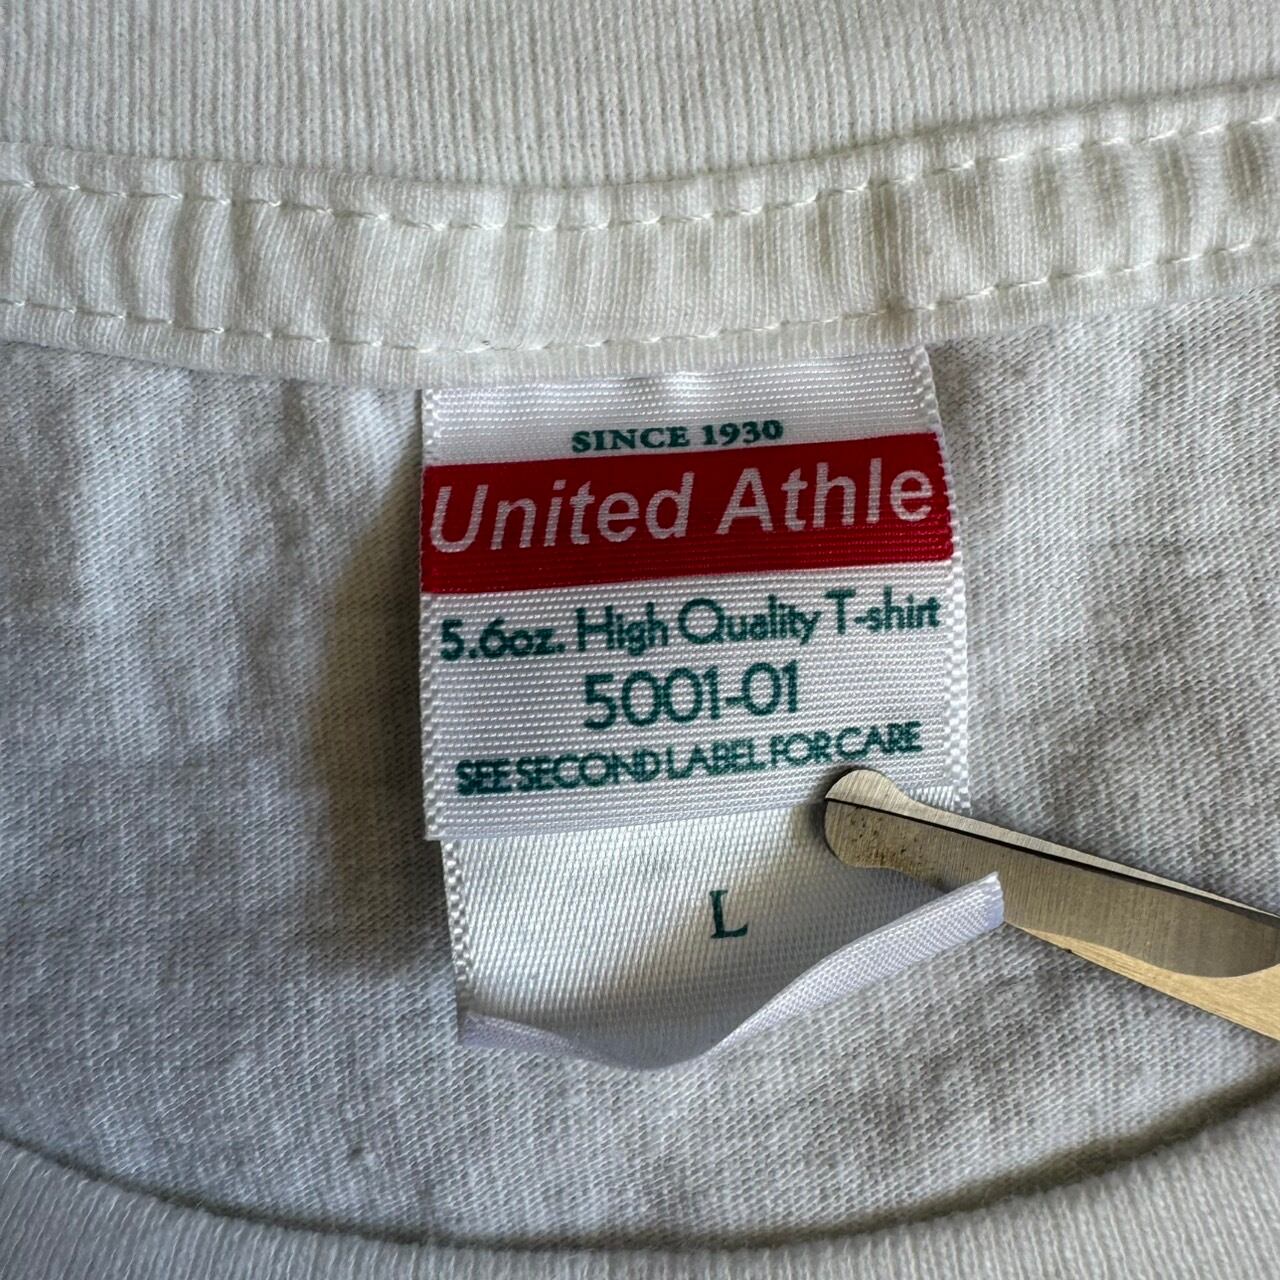 SINCE 1930
United Athle
5.6oz. High Quality T-shirt
5001-01
SEE SECOND LABEL FOR CARE
L